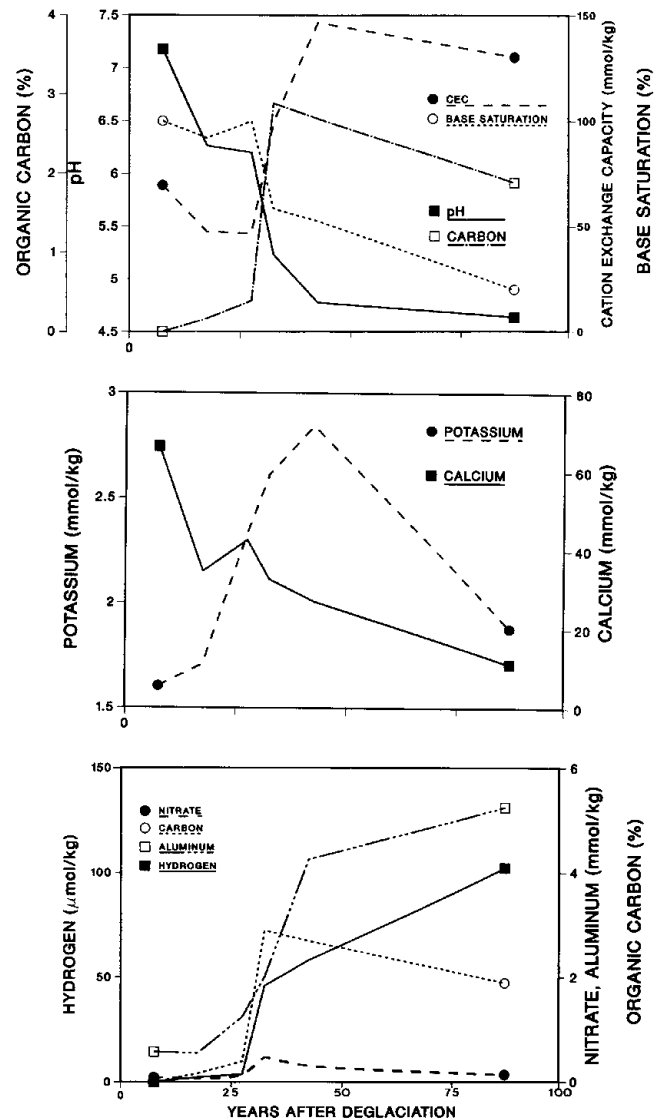 ORGANIC CARBON (%)
pH
CATION EXCHANGE CAPACITY (mmol/kg)
BASE SATURATION (%)
4
3
2
1
0
7.5
7
6.5
6
5.5
5
4.5
150
100
50
0
0
CEC
BASE SATURATION
pH
CARBON
POTASSIUM (mmol/kg)
CALCIUM (mmol/kg)
3
2.5
2
1.5
80
60
40
20
0
0
POTASSIUM
CALCIUM
HYDROGEN (µmol/kg)
NITRATE, ALUMINUM (mmol/kg)
ORGANIC CARBON (%)
150
100
50
0
6
4
2
0
NITRATE
CARBON
ALUMINUM
HYDROGEN
0 25 50 75 100
YEARS AFTER DEGLACIATION